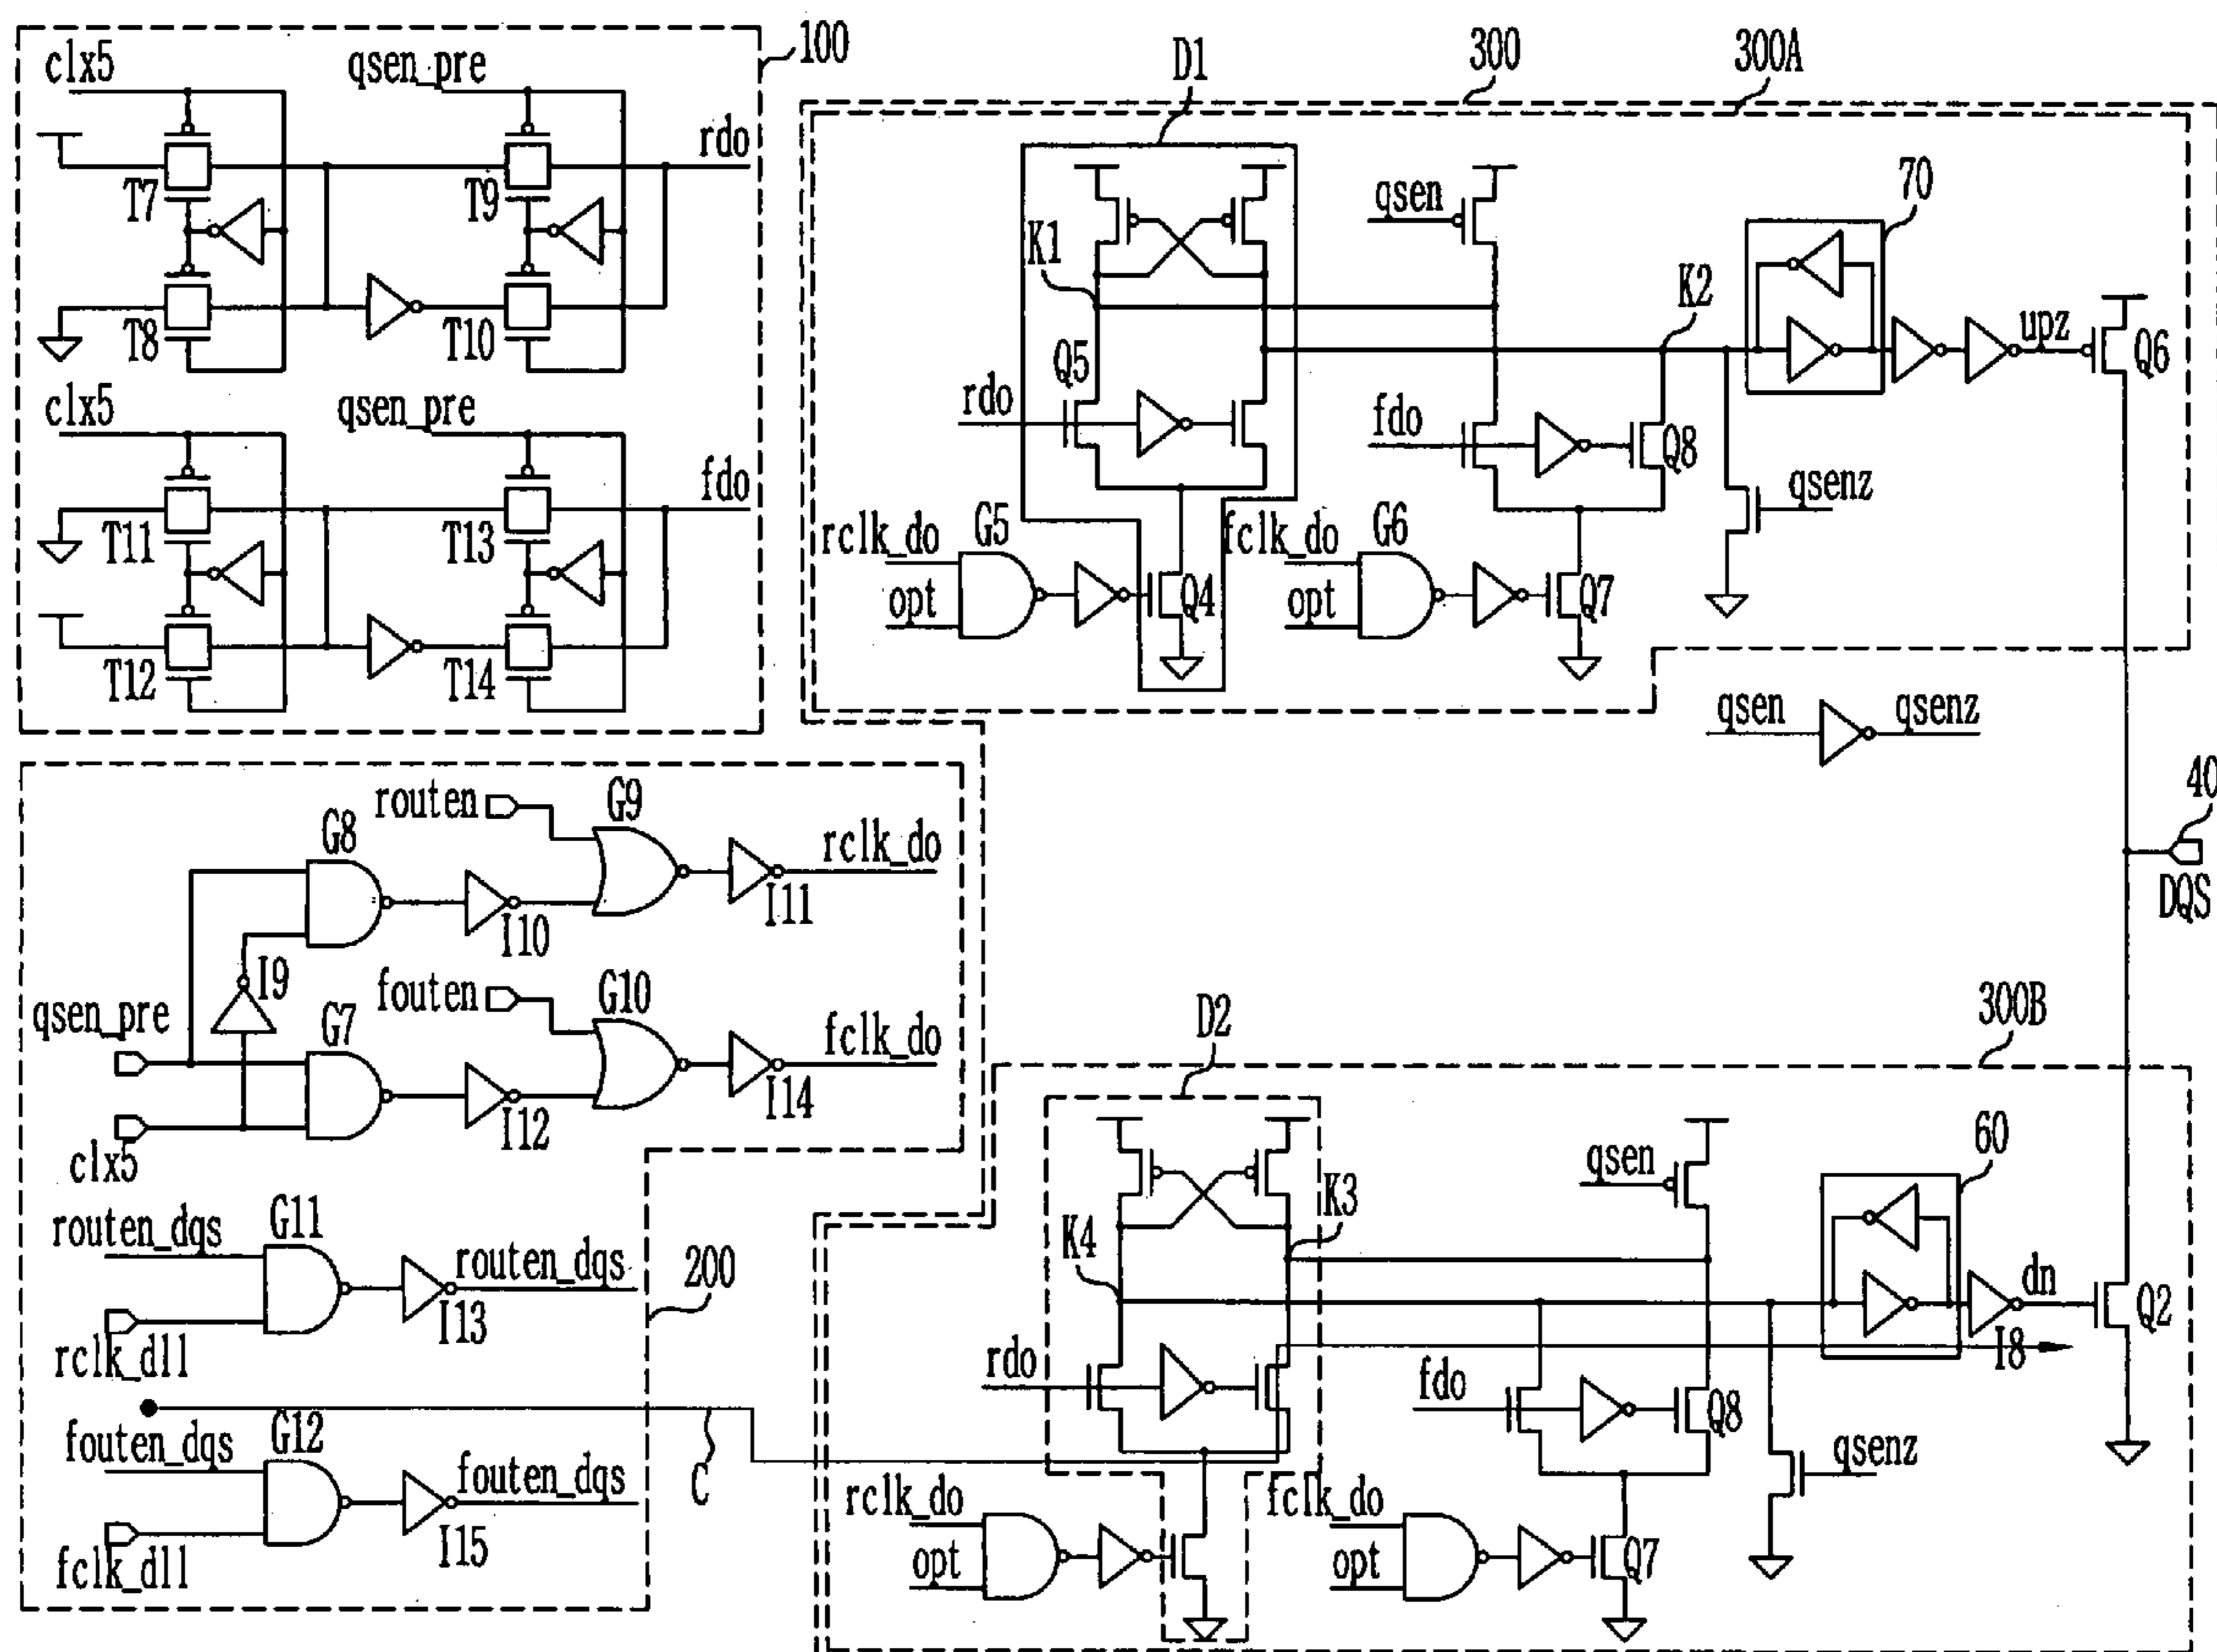 clx5
qsen_pre
100
rdo
T7
T9
T8
T10
clx5
qsen_pre
fdo
T11
T13
T12
T14
300
300A
D1
qsen
70
K1
K2
upz
Q6
Q5
rdo
fdo
Q8
qsenz
rclk_do
G5
fclk_do
G6
opt
Q4
opt
Q7
qsen
qsenz
40
DQS
routen
G9
G8
rclk_do
I10
I11
I9
fouten
G10
qsen_pre
G7
fclk_do
I12
I14
clx5
routen_dqs
G11
routen_dqs
I13
200
rclk_dll
fouten_dqs
G12
fouten_dqs
I15
fclk_dll
C
300B
D2
qsen
60
K4
K3
dn
Q2
rdo
I8
fdo
Q8
qsenz
rclk_do
fclk_do
opt
opt
Q7